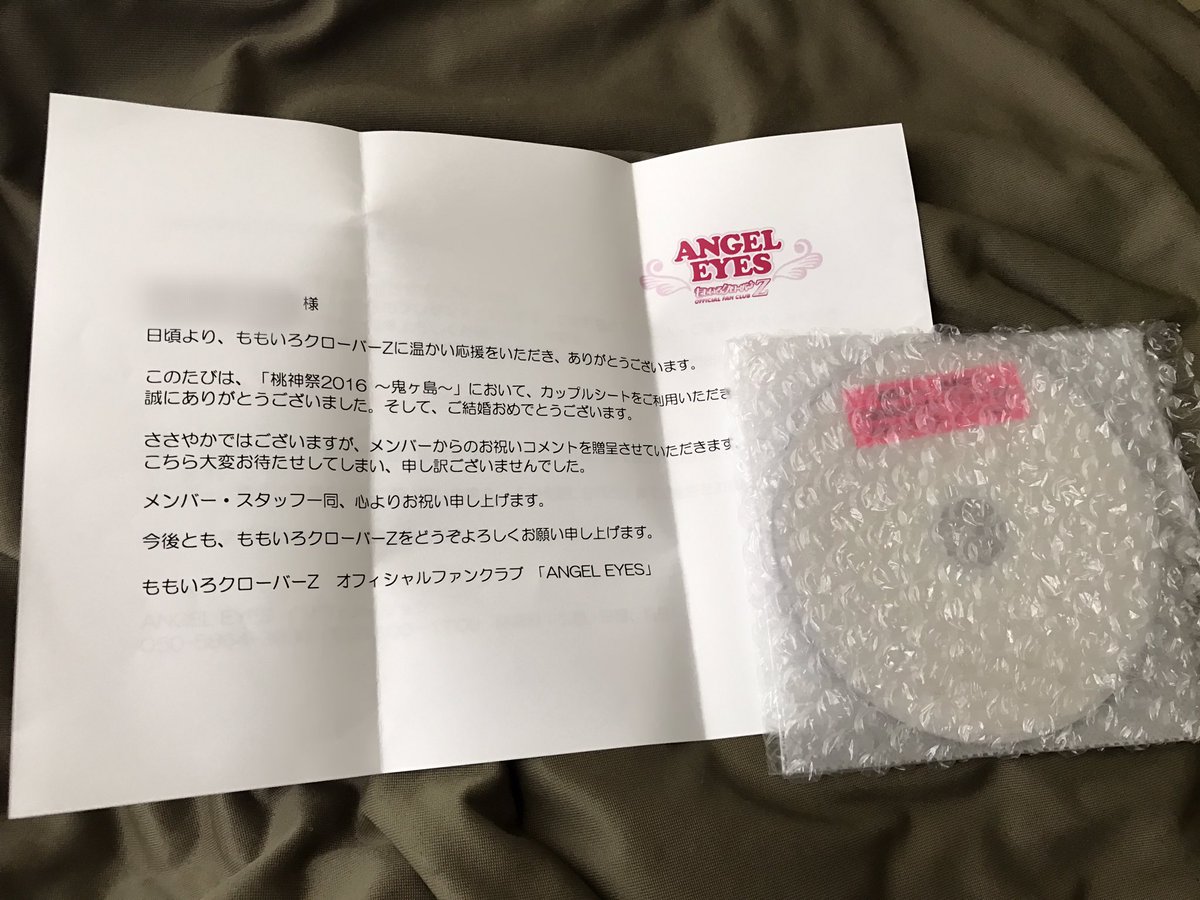 ANGEL
EYES
ももいろクローバーZ
OFFICIAL FAN CLUB
様
日頃より、ももいろクローバーZに温かい応援をいただき、ありがとうございます。
このたびは、「桃神祭2016 ～鬼ヶ島～」において、カップルシートをご利用いただき
誠にありがとうございました。そして、ご結婚おめでとうございます。
ささやかではございますが、メンバーからのお祝いコメントを贈呈させていただきます
こちら大変お待たせしてしまい、申し訳ございませんでした。
メンバー・スタッフ一同、心よりお祝い申し上げます。
今後とも、ももいろクローバーZをどうぞよろしくお願い申し上げます。
ももいろクローバーZ　オフィシャルファンクラブ 「ANGEL EYES」